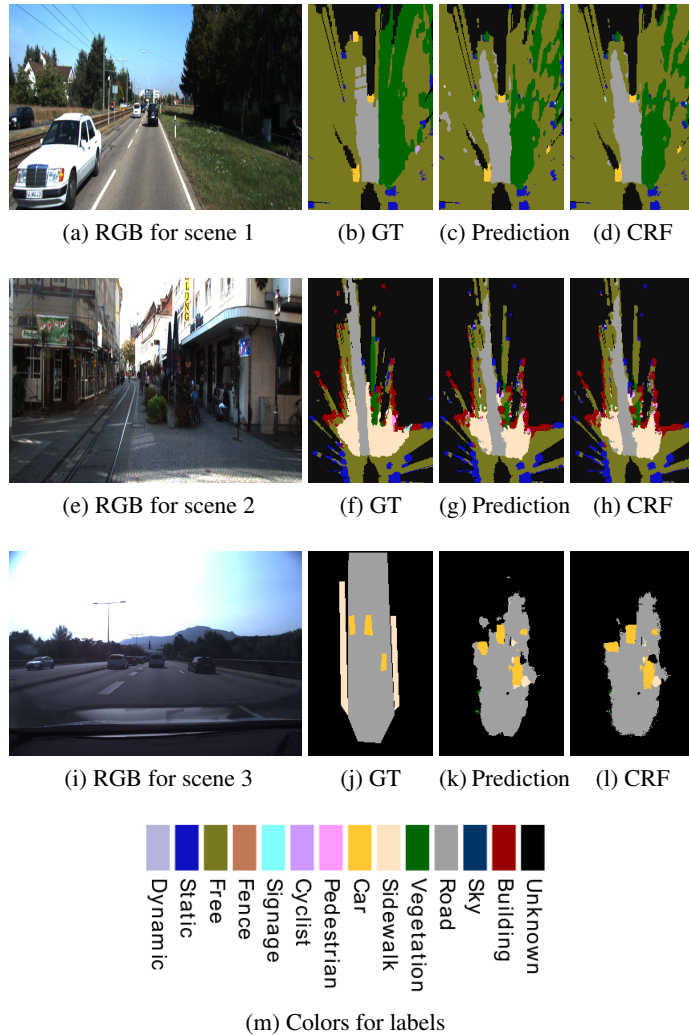 (a) RGB for scene 1
(b) GT
(c) Prediction
(d) CRF
LUNG
(e) RGB for scene 2
(f) GT
(g) Prediction
(h) CRF
(i) RGB for scene 3
(j) GT
(k) Prediction
(l) CRF
Dynamic
Static
Free
Fence
Signage
Cyclist
Pedestrian
Car
Sidewalk
Vegetation
Road
Sky
Building
Unknown
(m) Colors for labels